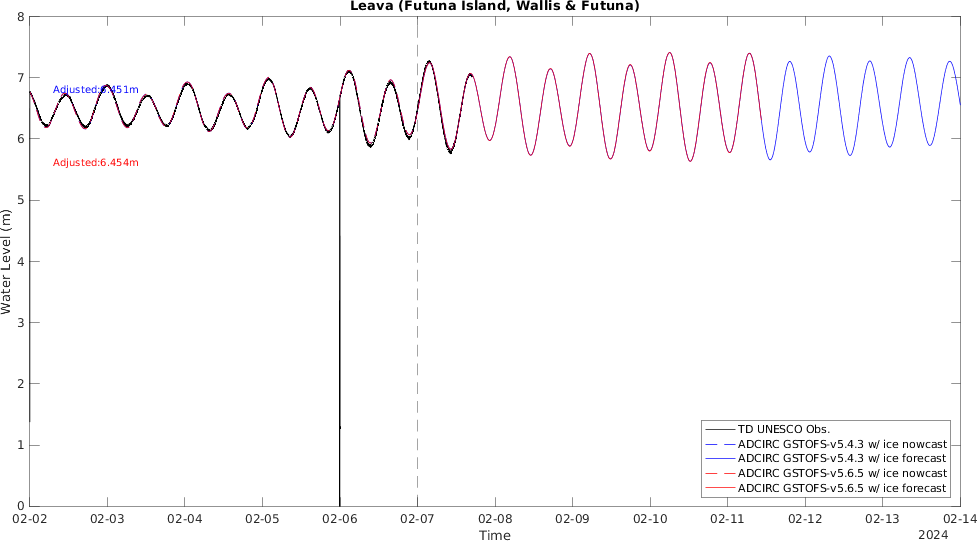 Leava (Futuna Island, Wallis & Futuna)
8
7
6
5
4
3
2
1
0
Water Level (m)
Adjusted:6.451m
Adjusted:6.454m
TD UNESCO Obs.
ADCIRC GSTOFS-v5.4.3 w/ ice nowcast
ADCIRC GSTOFS-v5.4.3 w/ ice forecast
ADCIRC GSTOFS-v5.6.5 w/ ice nowcast
ADCIRC GSTOFS-v5.6.5 w/ ice forecast
02-02 02-03 02-04 02-05 02-06 02-07 02-08 02-09 02-10 02-11 02-12 02-13 02-14
Time
2024